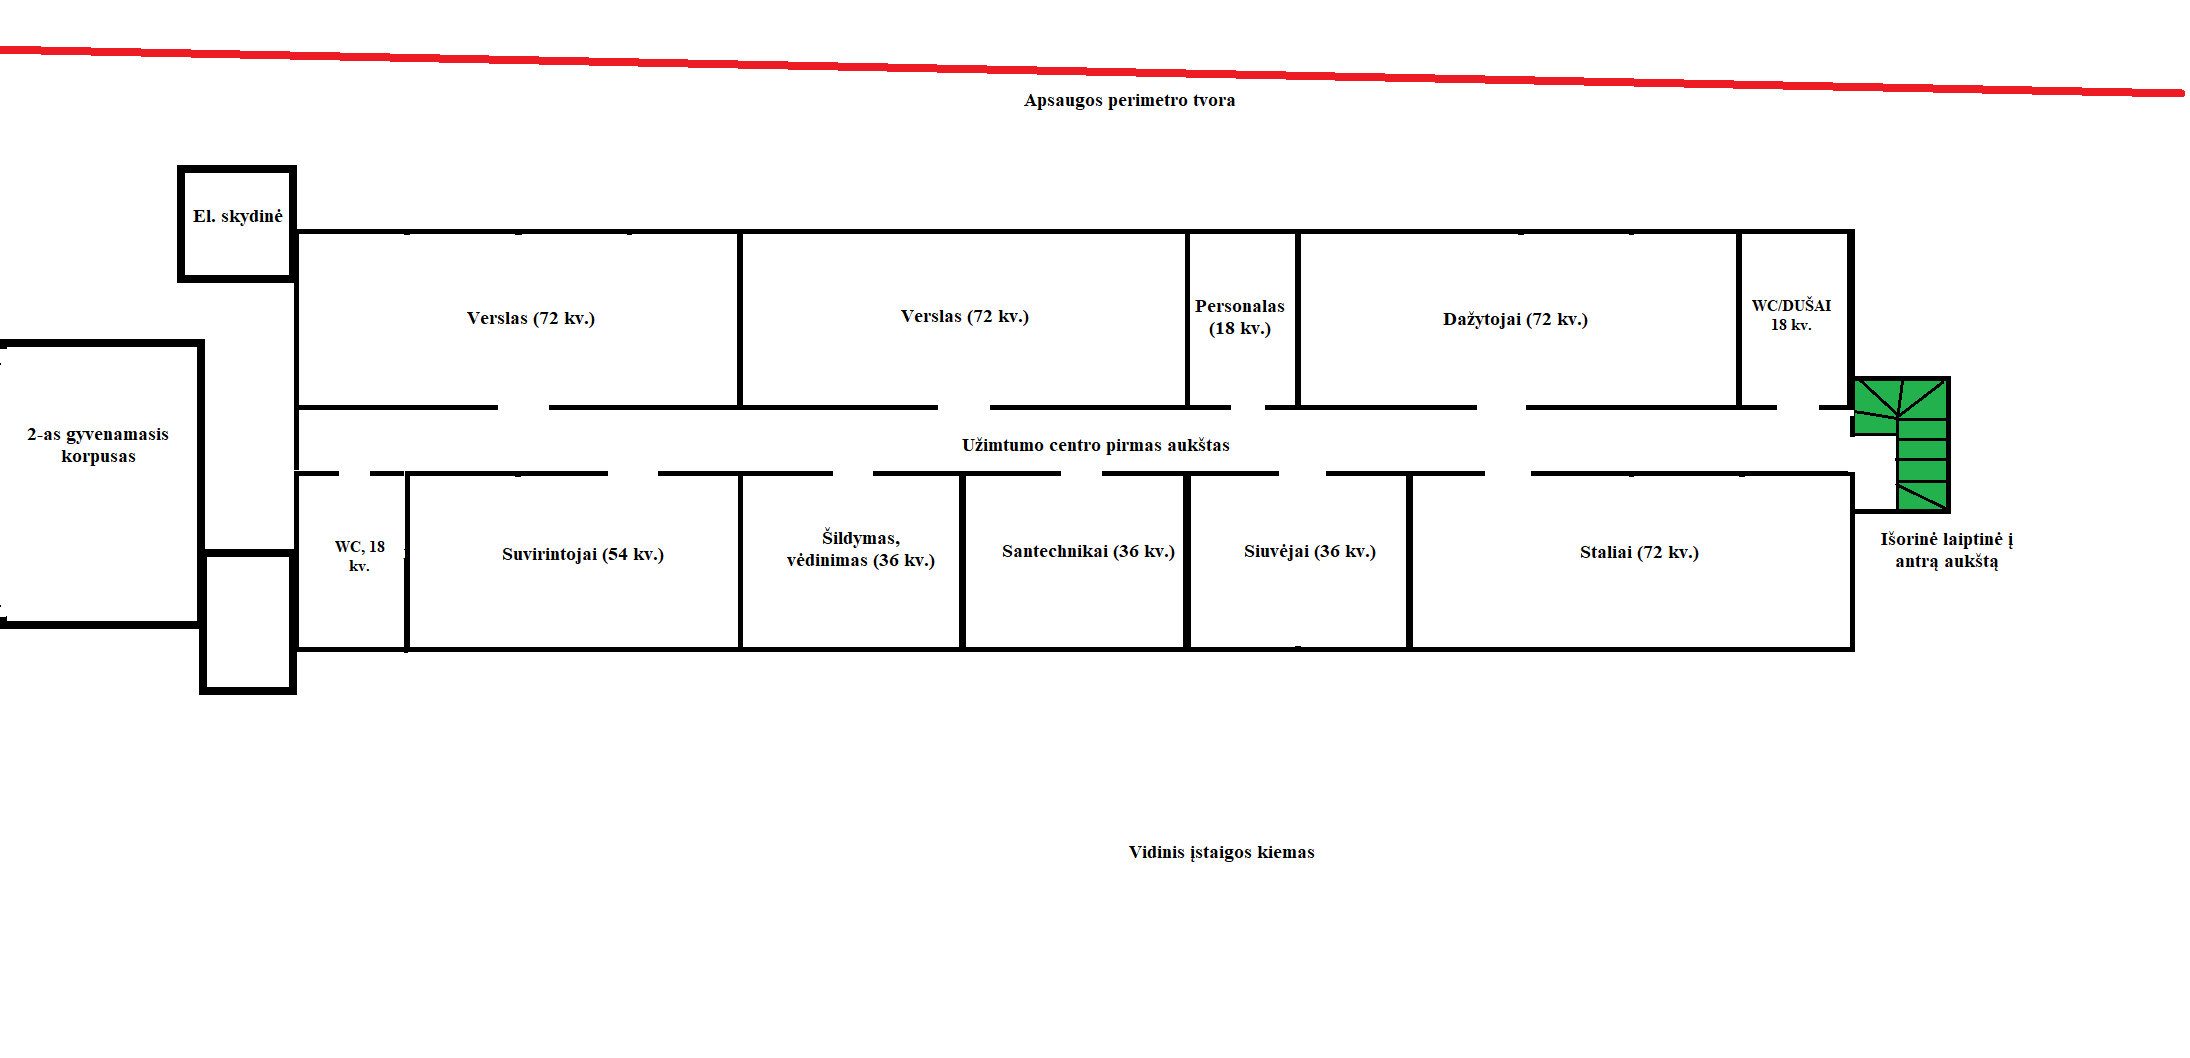 Apsaugos perimetro tvora
El. skydinė
Verslas (72 kv.)
Verslas (72 kv.)
Personalas
(18 kv.)
Dažytojai (72 kv.)
WC/DUŠAI
18 kv.
2-as gyvenamasis
korpusas
Užimtumo centro pirmas aukštas
WC, 18
kv.
Suvirintojai (54 kv.)
Šildymas,
vėdinimas (36 kv.)
Santechnikai (36 kv.)
Siuvėjai (36 kv.)
Staliai (72 kv.)
Išorinė laiptinė į
antrą aukštą
Vidinis įstaigos kiemas